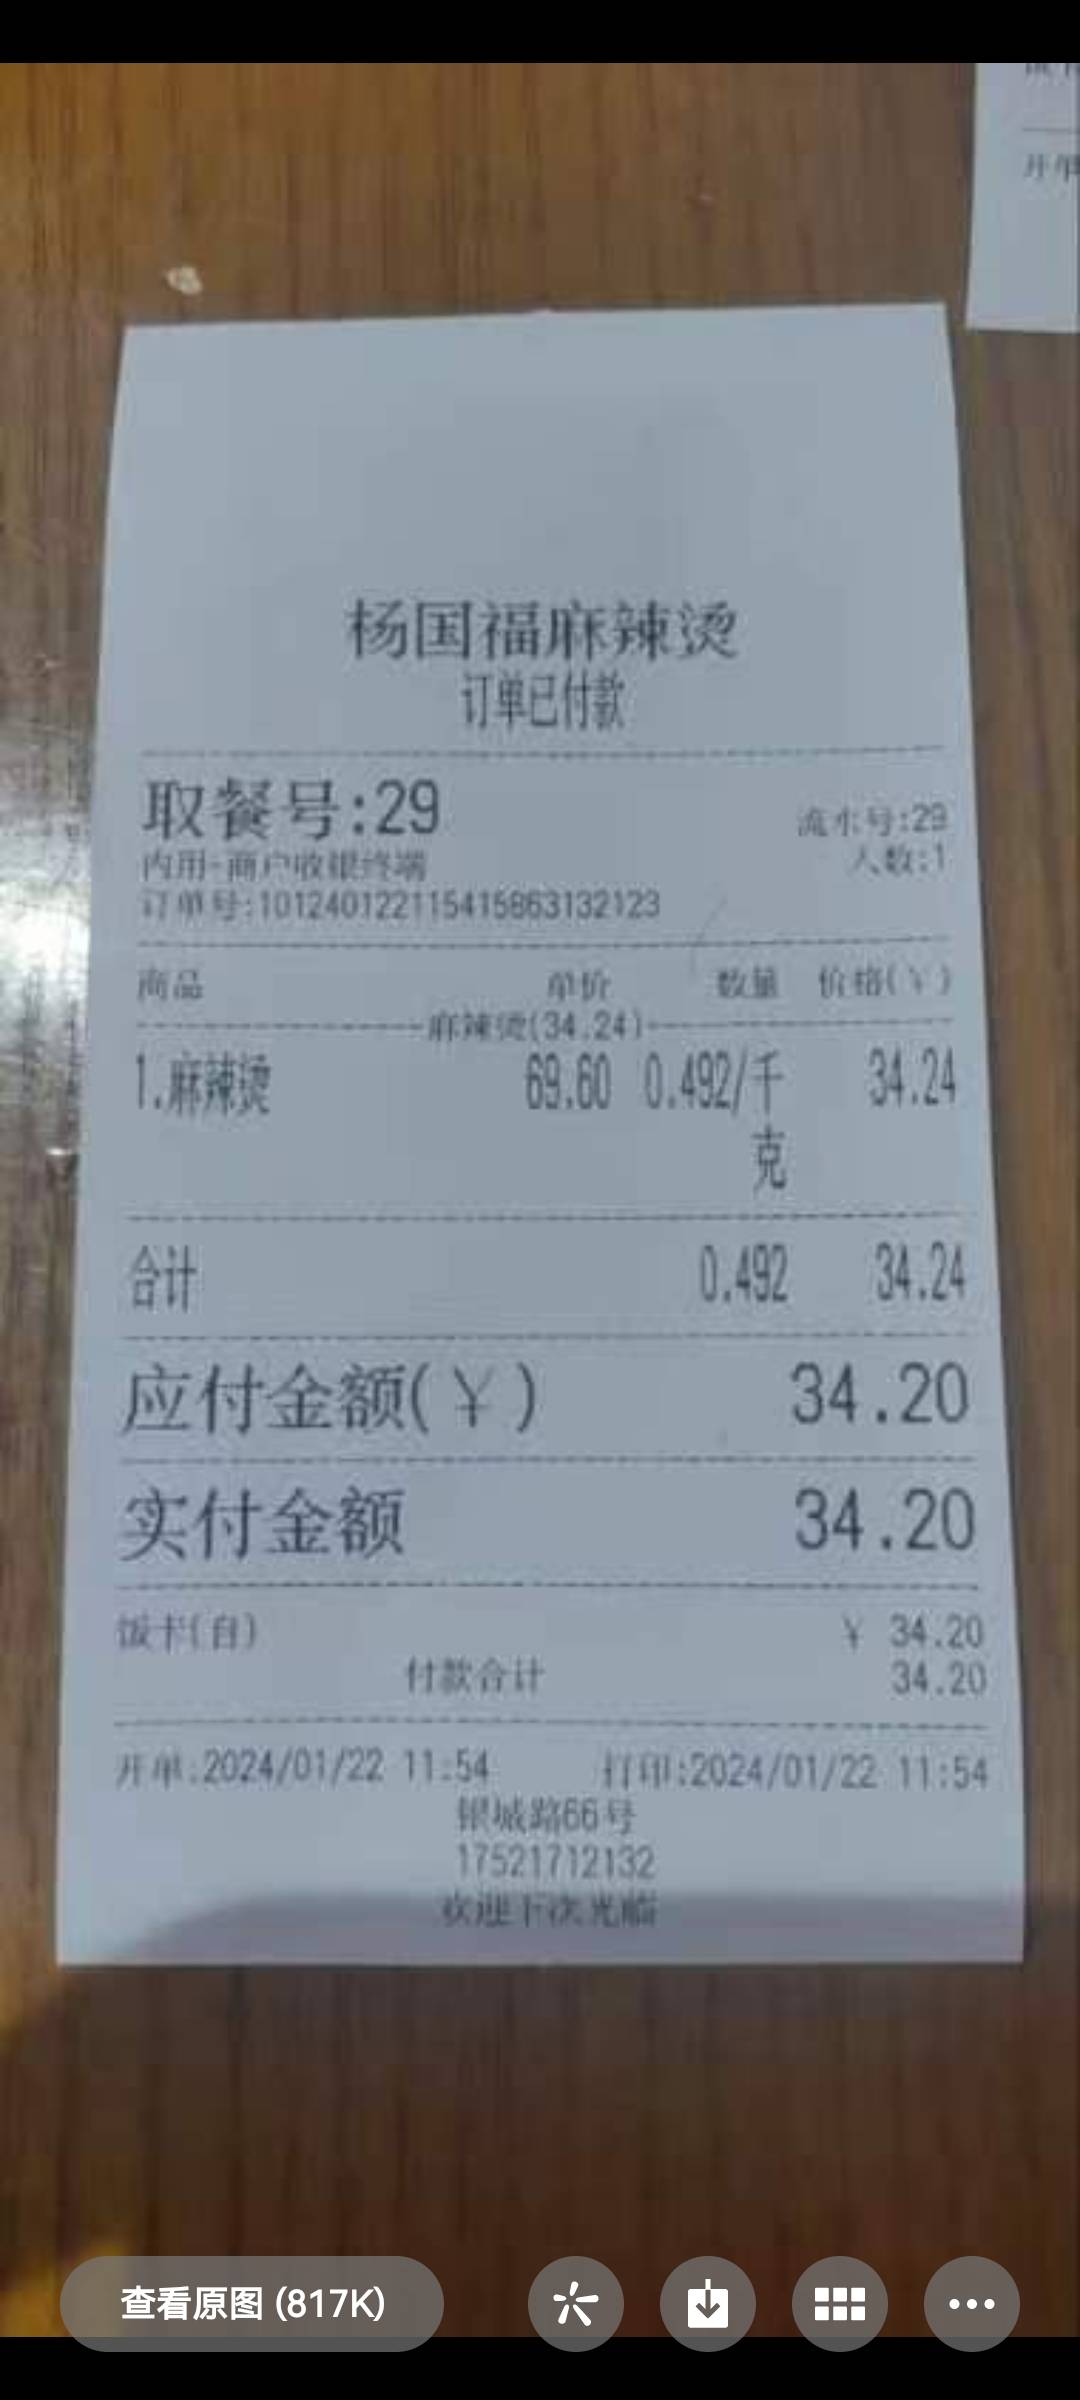 开单
杨国福麻辣烫
订单已付款
取餐号:29
流水号:29
内用-商户收银终端
人数:1
订单号:10124012211541586313​2123
商品 单价 数量 价格(¥)
麻辣烫(34.24)
1.麻辣烫 69.60 0.492/千克 34.24
合计 0.492 34.24
应付金额(¥) 34.20
实付金额 34.20
饭卡(自) ¥ 34.20
付款合计 34.20
开单:2024/01/22 11:54 打印:2024/01/22 11:54
银城路66号
17521712132
欢迎下次光临
查看原图 (817K)